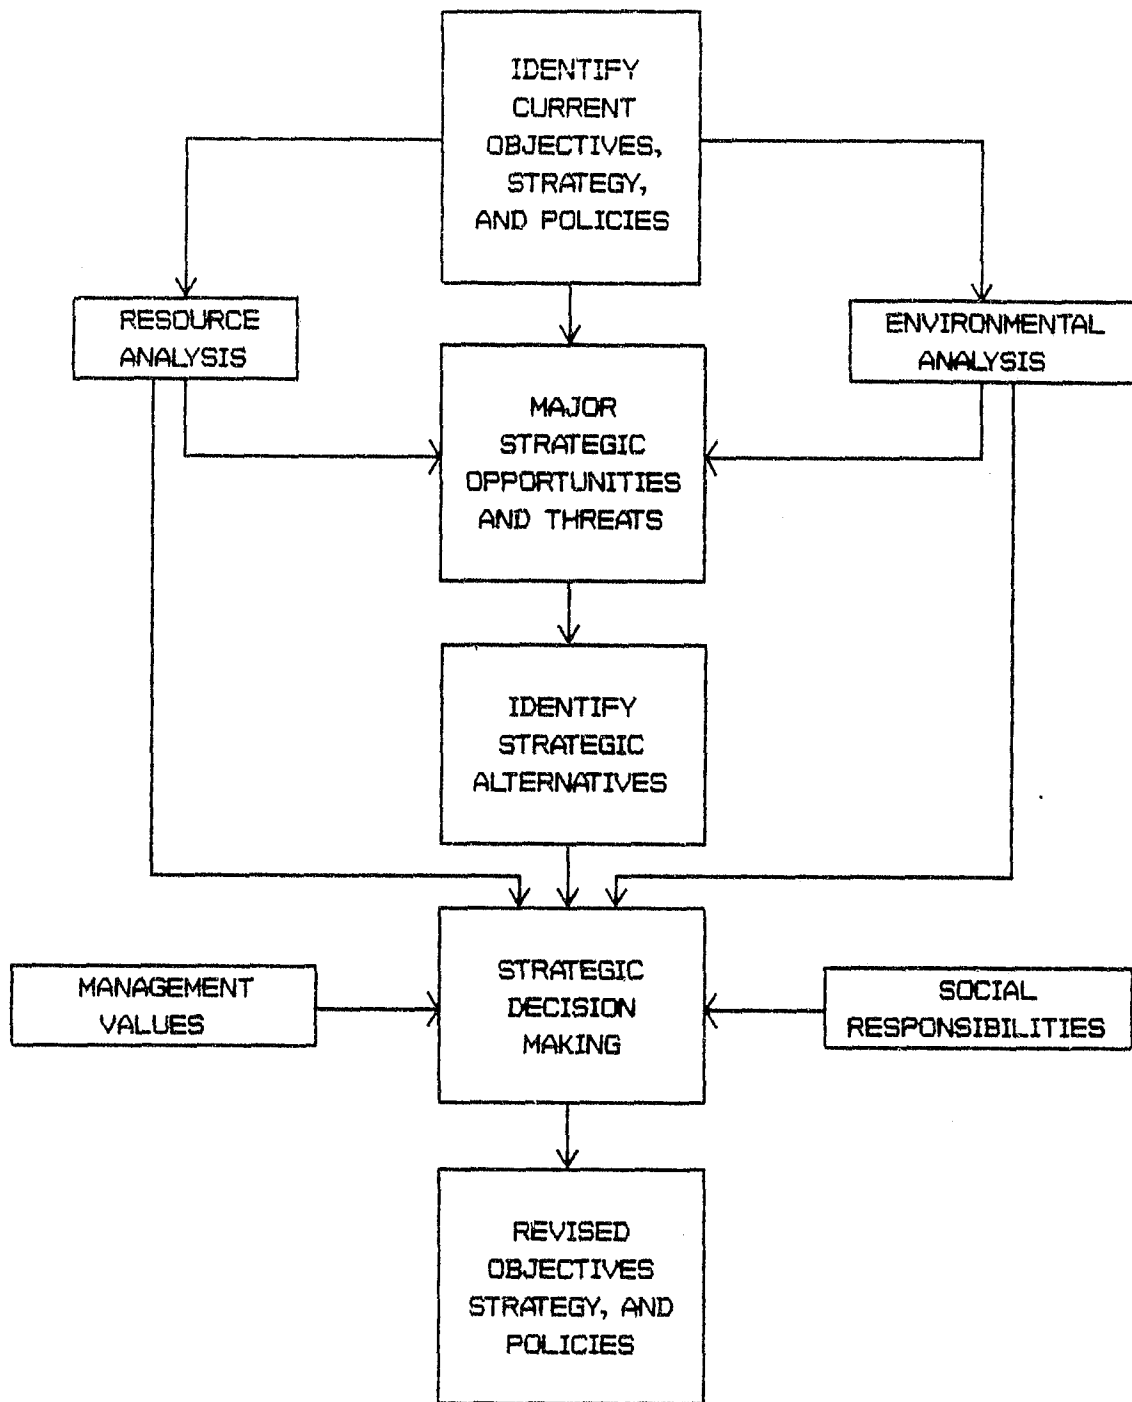 IDENTIFY
CURRENT
OBJECTIVES,
STRATEGY,
AND POLICIES
RESOURCE
ANALYSIS
ENVIRONMENTAL
ANALYSIS
MAJOR
STRATEGIC
OPPORTUNITIES
AND THREATS
IDENTIFY
STRATEGIC
ALTERNATIVES
MANAGEMENT
VALUES
STRATEGIC
DECISION
MAKING
SOCIAL
RESPONSIBILITIES
REVISED
OBJECTIVES
STRATEGY, AND
POLICIES